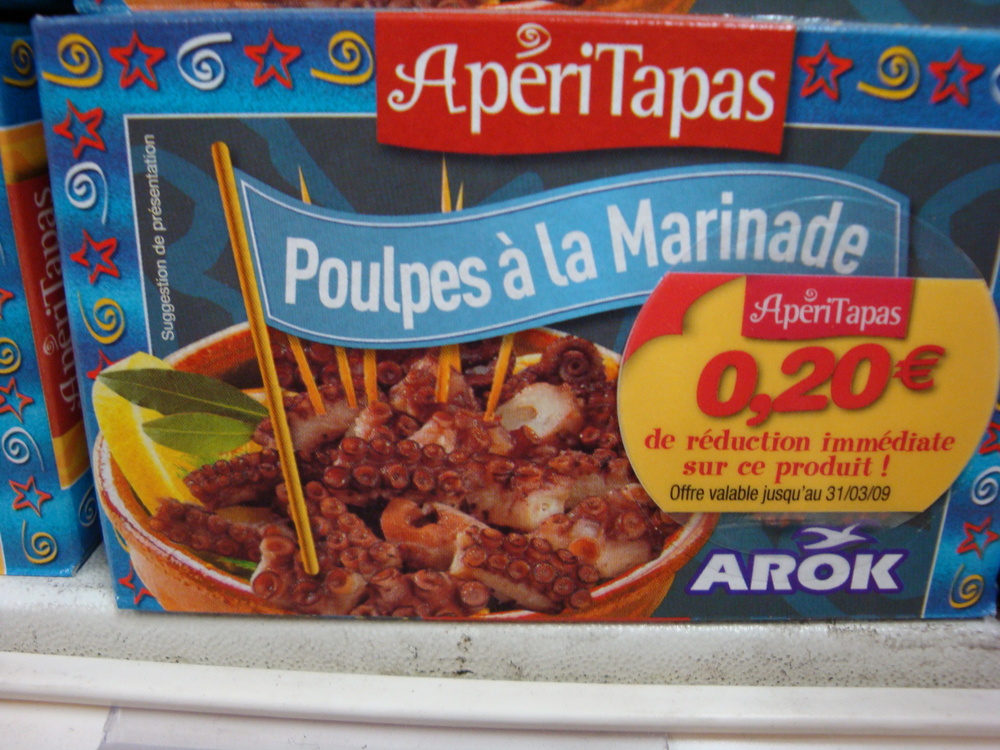 ApériTapas
Suggestion de présentation
Poulpes à la Marinade
ApériTapas
0,20€
de réduction immédiate
sur ce produit !
Offre valable jusqu'au 31/03/09
AROK
ApériTapas